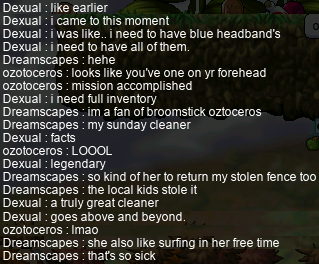 Dexual : like earlier
Dexual : i came to this moment
Dexual : i was like.. i need to have blue headband's
Dexual : i need to have all of them.
Dreamscapes : hehe
ozotoceros : looks like you've one on yr forehead
ozotoceros : mission accomplished
Dexual : i need full inventory
Dreamscapes : im a fan of broomstick oztoceros
Dreamscapes : my sunday cleaner
Dexual : facts
ozotoceros : LOOOL
Dexual : legendary
Dreamscapes : so kind of her to return my stolen fence too
Dreamscapes : the local kids stole it
Dexual : a truly great cleaner
Dexual : goes above and beyond.
ozotoceros : lmao
Dreamscapes : she also like surfing in her free time
Dreamscapes : that's so sick